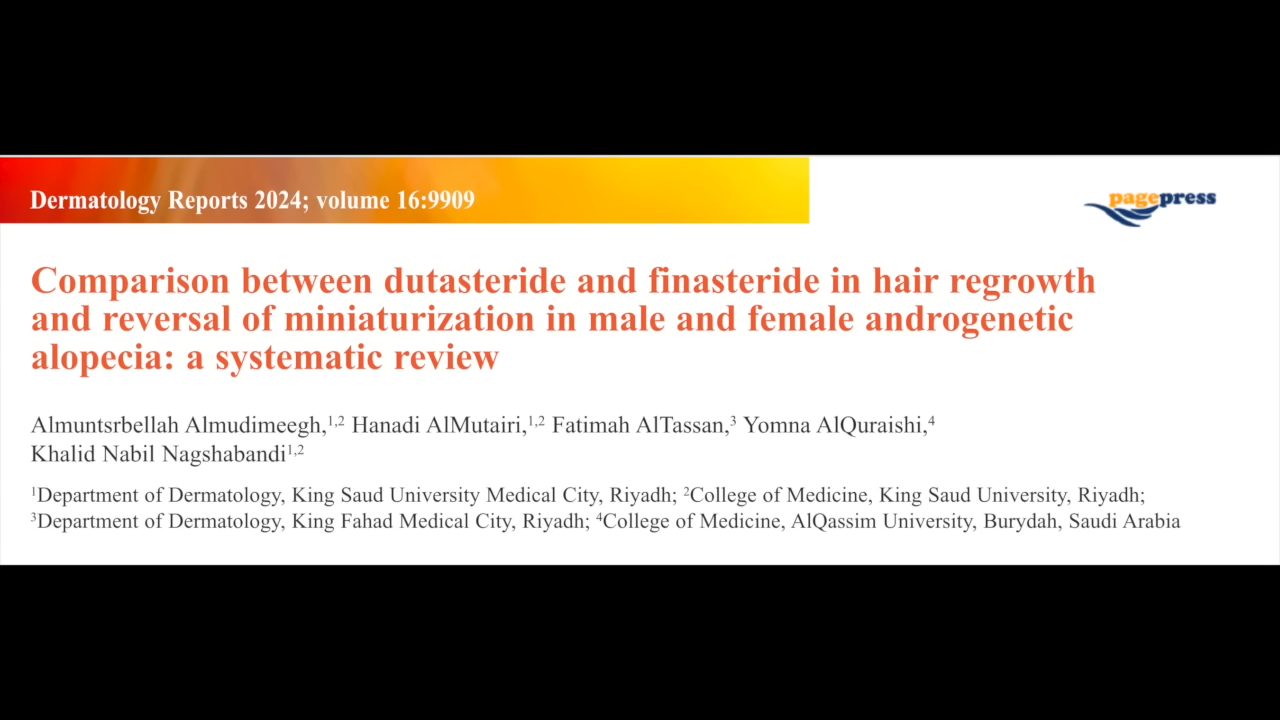 Dermatology Reports 2024; volume 16:9909
pagepress
Comparison between dutasteride and finasteride in hair regrowth
and reversal of miniaturization in male and female androgenetic
alopecia: a systematic review
Almuntsrbellah Almudimeegh,1,2 Hanadi AlMutairi,1,2 Fatimah AlTassan,3 Yomna AlQuraishi,4
Khalid Nabil Nagshabandi1,2
1Department of Dermatology, King Saud University Medical City, Riyadh; 2College of Medicine, King Saud University, Riyadh;
3Department of Dermatology, King Fahad Medical City, Riyadh; 4College of Medicine, AlQassim University, Burydah, Saudi Arabia